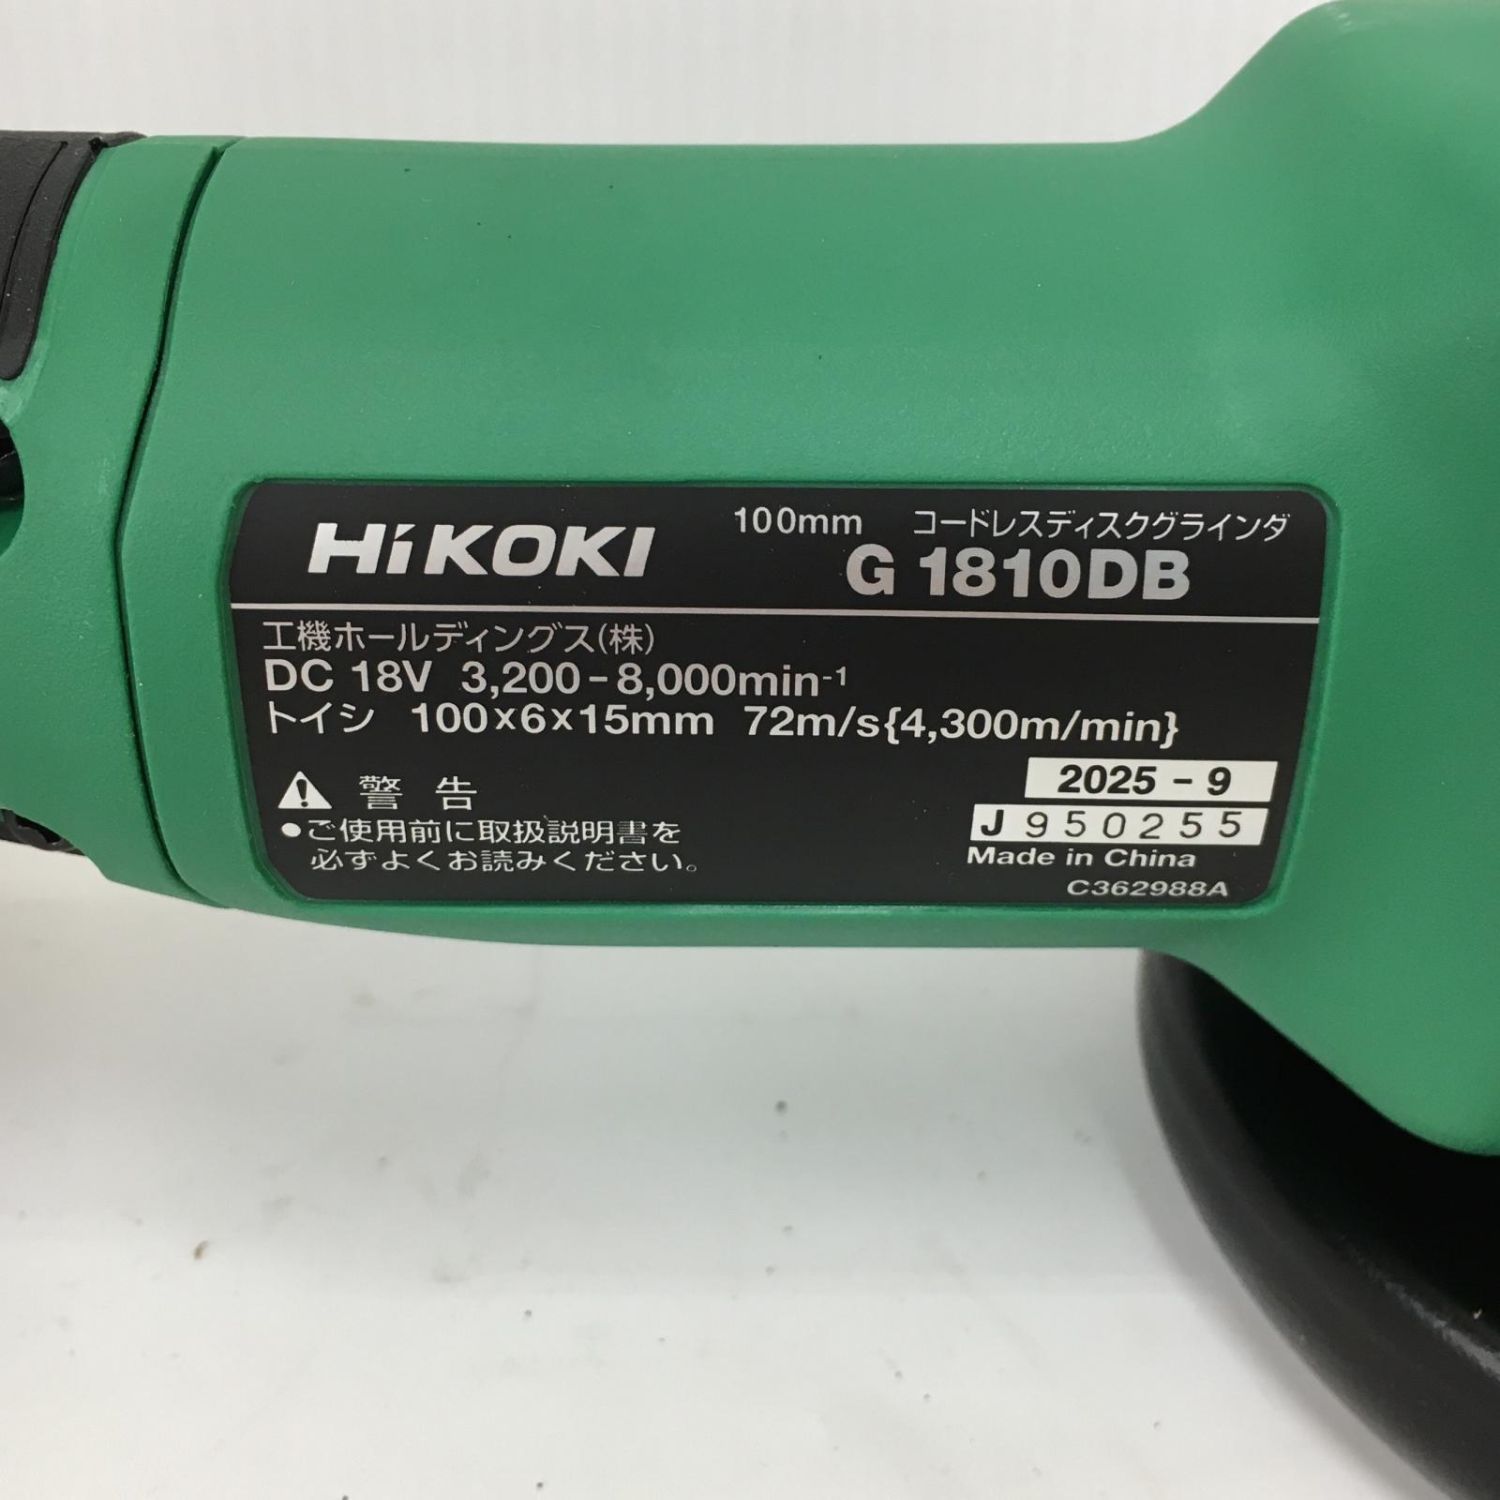 HiKOKI
100mm コードレスディスクグラインダ
G 1810DB
工機ホールディングス(株)
DC 18V 3,200-8,000min-1
トイシ 100×6×15mm 72m/s{4,300m/min}
警告
●ご使用前に取扱説明書を
必ずよくお読みください。
2025 - 9
J 950255
Made in China
C362988A